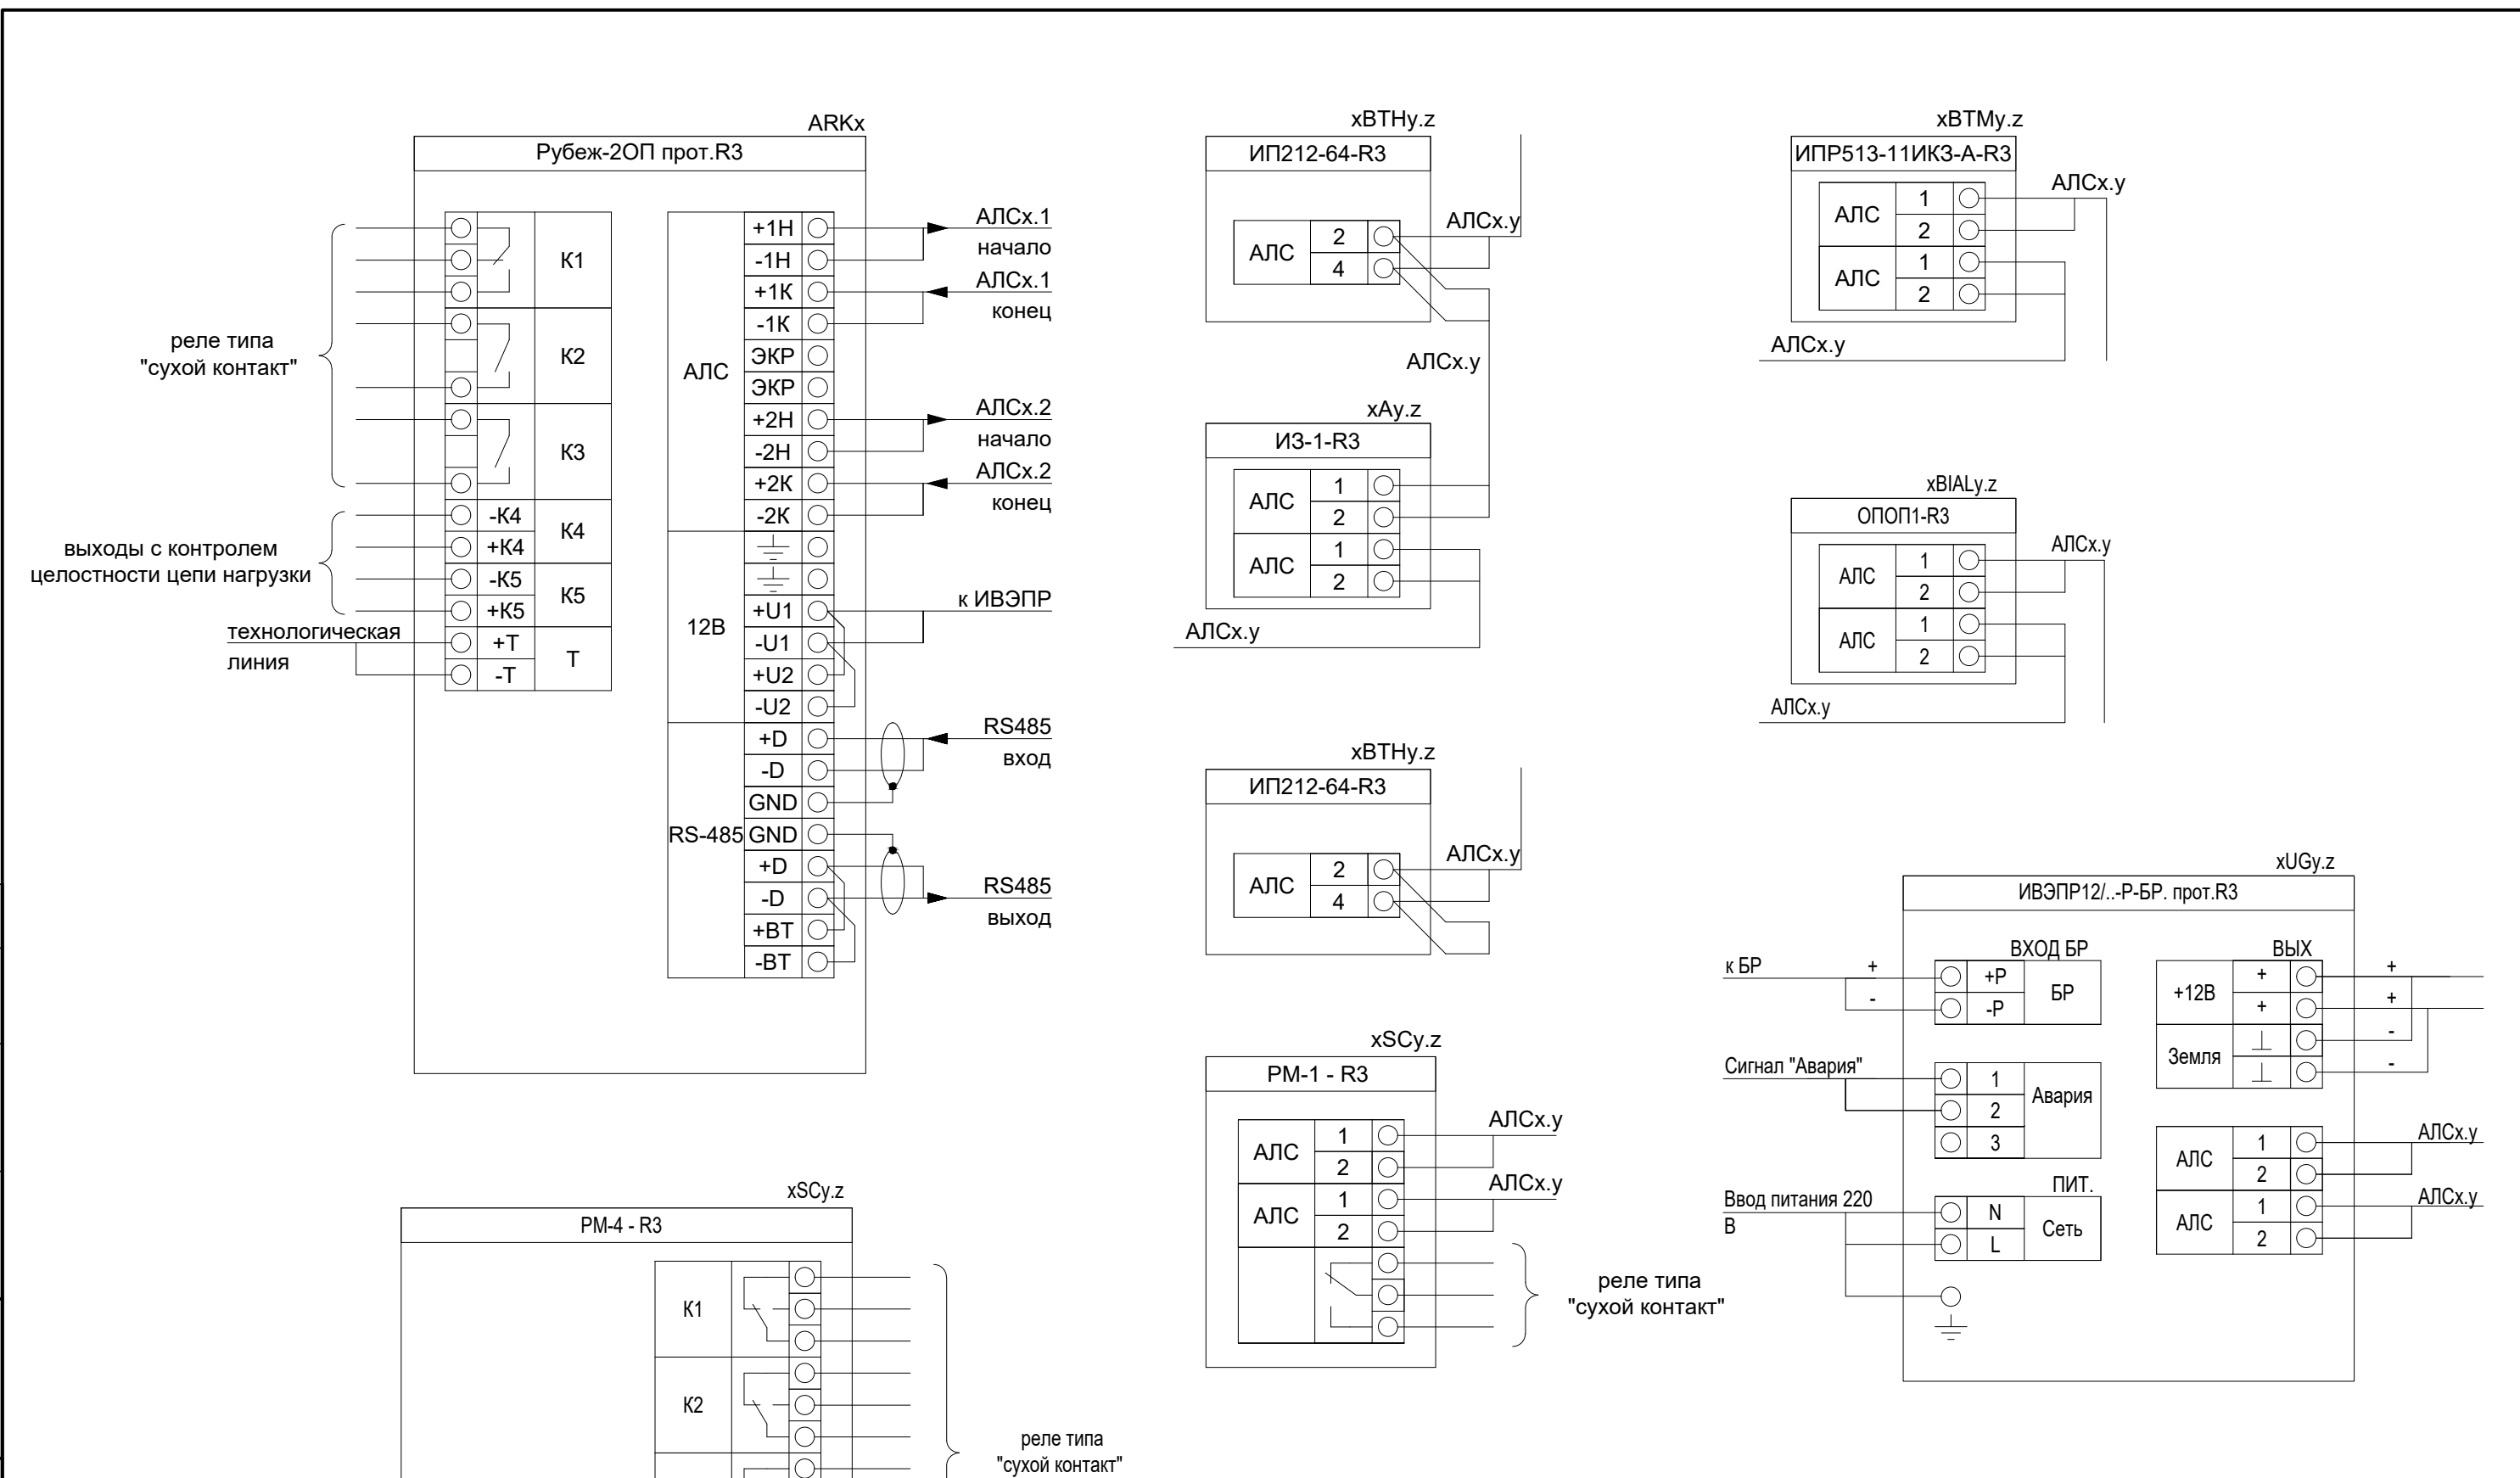 ARKx
Рубеж-2ОП прот.R3
реле типа
"сухой контакт"
К1
К2
К3
выходы с контролем
целостности цепи нагрузки
-К4
+К4
К4
-К5
+К5
К5
технологическая
линия
+Т
-Т
Т
АЛС
+1Н
-1Н
+1К
-1К
ЭКР
ЭКР
+2Н
-2Н
+2К
-2К
АЛСх.1
начало
АЛСх.1
конец
АЛСх.2
начало
АЛСх.2
конец
12В
+U1
-U1
+U2
-U2
к ИВЭПР
RS-485
+D
-D
GND
GND
+D
-D
+BT
-BT
RS485
вход
RS485
выход
xBTHy.z
ИП212-64-R3
АЛС
2
4
АЛСх.у
АЛСх.у
xAy.z
ИЗ-1-R3
АЛС
1
2
АЛС
1
2
АЛСх.у
xBTHy.z
ИП212-64-R3
АЛС
2
4
АЛСх.у
xSCy.z
РМ-1 - R3
АЛС
1
2
АЛСх.у
АЛС
1
2
АЛСх.у
реле типа
"сухой контакт"
xBTMy.z
ИПР513-11ИКЗ-А-R3
АЛС
1
2
АЛСх.у
АЛС
1
2
АЛСх.у
xBIALy.z
ОПОП1-R3
АЛС
1
2
АЛСх.у
АЛС
1
2
АЛСх.у
xUGy.z
ИВЭПР12/..-Р-БР. прот.R3
ВХОД БР
к БР
+
-
+Р
-Р
БР
Сигнал "Авария"
1
2
3
Авария
ПИТ.
Ввод питания 220
В
N
L
Сеть
ВЫХ
+12В
+
+
Земля
+
+
-
-
АЛС
1
2
АЛСх.у
АЛС
1
2
АЛСх.у
xSCy.z
РМ-4 - R3
К1
К2
реле типа
"сухой контакт"